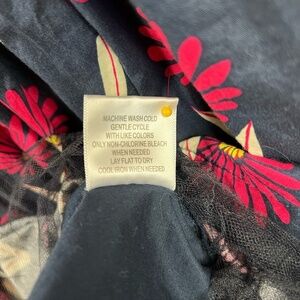 MACHINE WASH COLD
GENTLE CYCLE
WITH LIKE COLORS
ONLY NON-CHLORINE BLEACH
WHEN NEEDED
LAY FLAT TO DRY
COOL IRON WHEN NEEDED